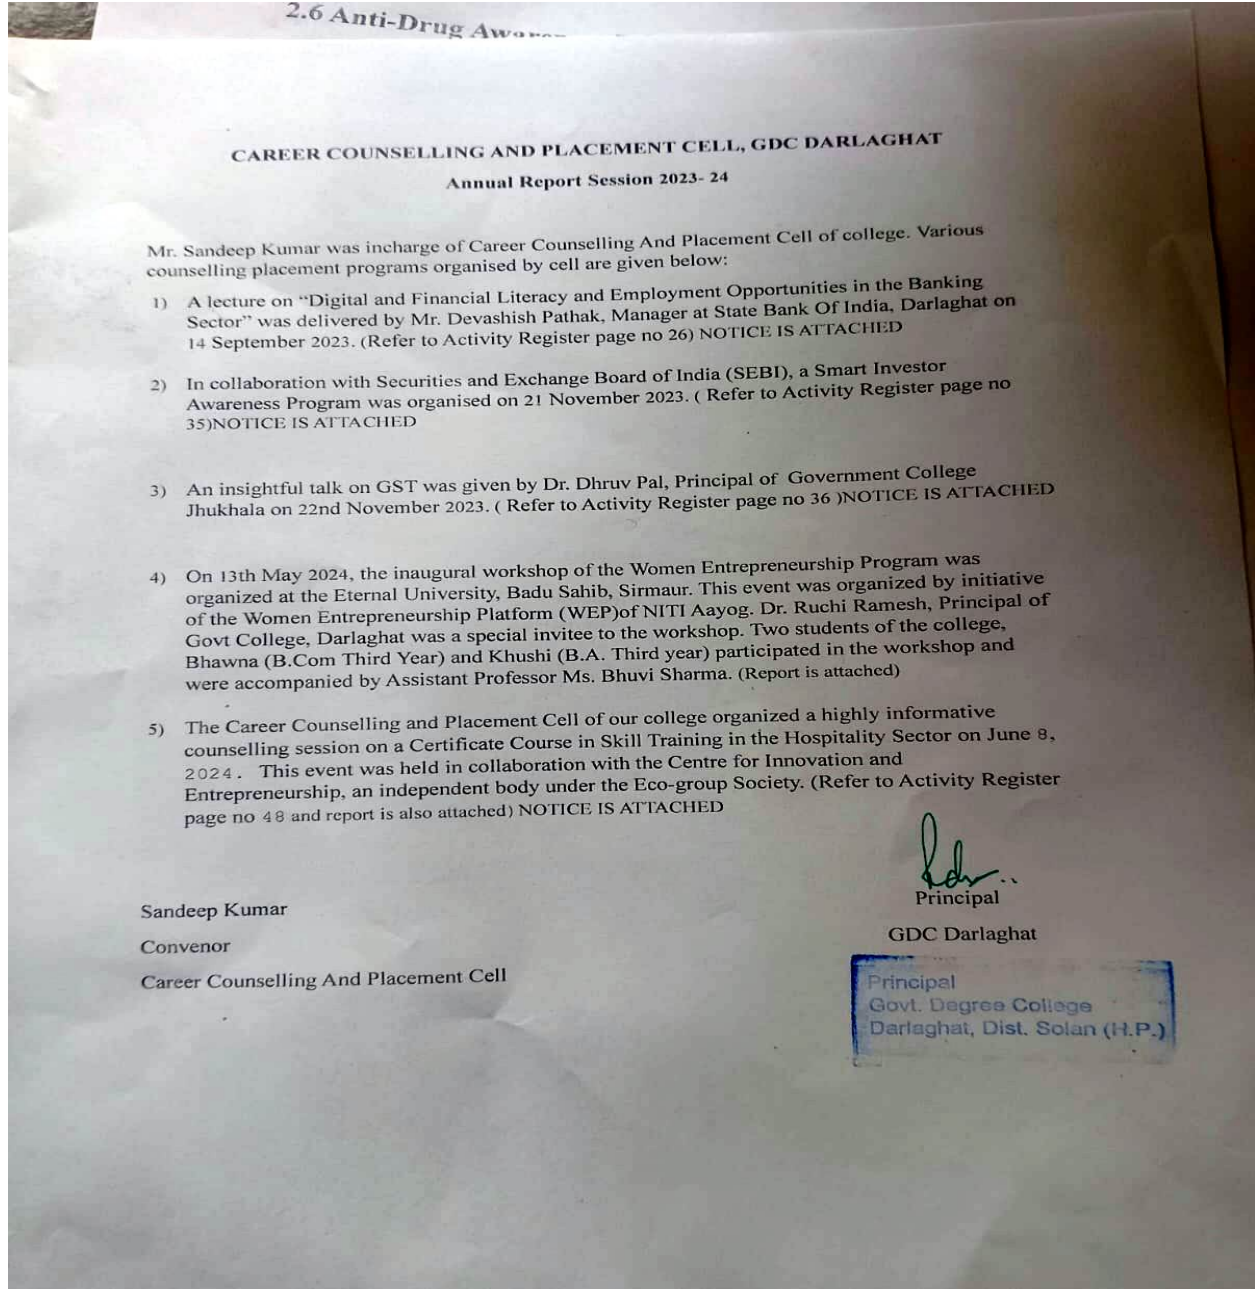 2.6 Anti-Drug
CAREER COUNSELLING AND PLACEMENT CELL, GDC DARLAGHAT
Annual Report Session 2023- 24
Mr. Sandeep Kumar was incharge of Career Counselling And Placement Cell of college. Various
counselling placement programs organised by cell are given below:
1) A lecture on “Digital and Financial Literacy and Employment Opportunities in the Banking
Sector” was delivered by Mr. Devashish Pathak, Manager at State Bank Of India, Darlaghat on
14 September 2023. (Refer to Activity Register page no 26) NOTICE IS ATTACHED
2) In collaboration with Securities and Exchange Board of India (SEBI), a Smart Investor
Awareness Program was organised on 21 November 2023. ( Refer to Activity Register page no
35)NOTICE IS ATTACHED
3) An insightful talk on GST was given by Dr. Dhruv Pal, Principal of Government College
Jhukhala on 22nd November 2023. ( Refer to Activity Register page no 36 )NOTICE IS ATTACHED
4) On 13th May 2024, the inaugural workshop of the Women Entrepreneurship Program was
organized at the Eternal University, Badu Sahib, Sirmaur. This event was organized by initiative
of the Women Entrepreneurship Platform (WEP)of NITI Aayog. Dr. Ruchi Ramesh, Principal of
Govt College, Darlaghat was a special invitee to the workshop. Two students of the college,
Bhawna (B.Com Third Year) and Khushi (B.A. Third year) participated in the workshop and
were accompanied by Assistant Professor Ms. Bhuvi Sharma. (Report is attached)
5) The Career Counselling and Placement Cell of our college organized a highly informative
counselling session on a Certificate Course in Skill Training in the Hospitality Sector on June 8,
2024. This event was held in collaboration with the Centre for Innovation and
Entrepreneurship, an independent body under the Eco-group Society. (Refer to Activity Register
page no 48 and report is also attached) NOTICE IS ATTACHED
Sandeep Kumar
Convenor
Career Counselling And Placement Cell
Principal
GDC Darlaghat
Principal
Govt. Degree College
Darlaghat, Dist. Solan (H.P.)